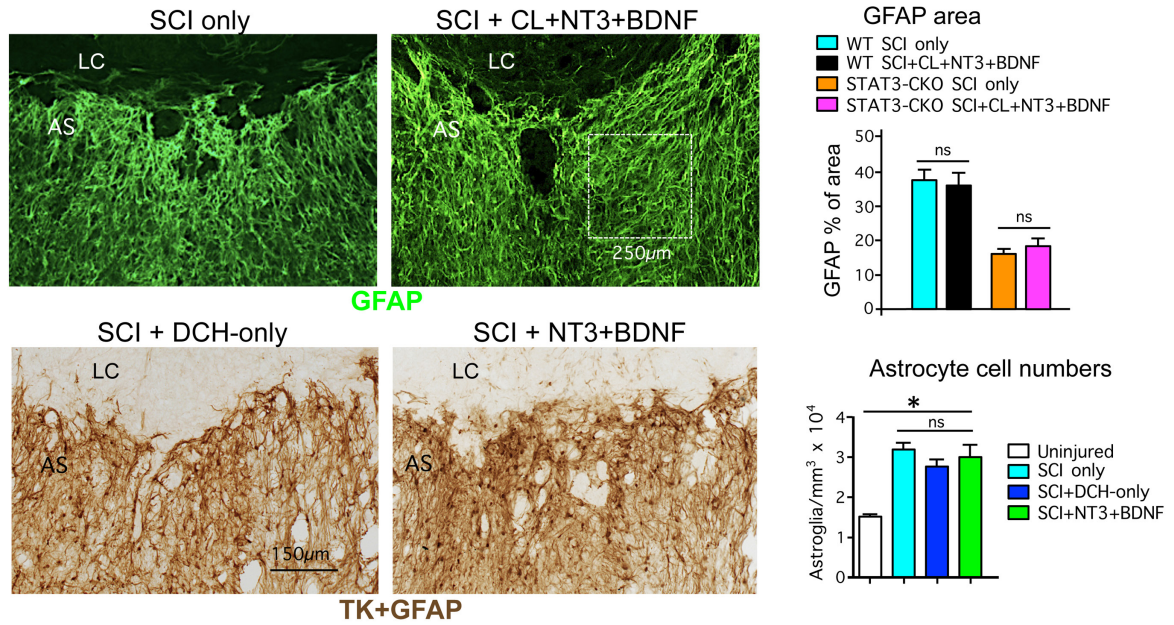 SCI only
SCI + CL+NT3+BDNF
LC
AS
LC
AS
250µm
GFAP
GFAP area
WT SCI only
WT SCI+CL+NT3+BDNF
STAT3-CKO SCI only
STAT3-CKO SCI+CL+NT3+BDNF
GFAP % of area
50
40
30
20
10
0
ns
ns
SCI + DCH-only
SCI + NT3+BDNF
LC
AS
150µm
LC
AS
TK+GFAP
Astrocyte cell numbers
Astroglia/mm³ x 10⁴
4
3
2
1
0
*
ns
Uninjured
SCI only
SCI+DCH-only
SCI+NT3+BDNF